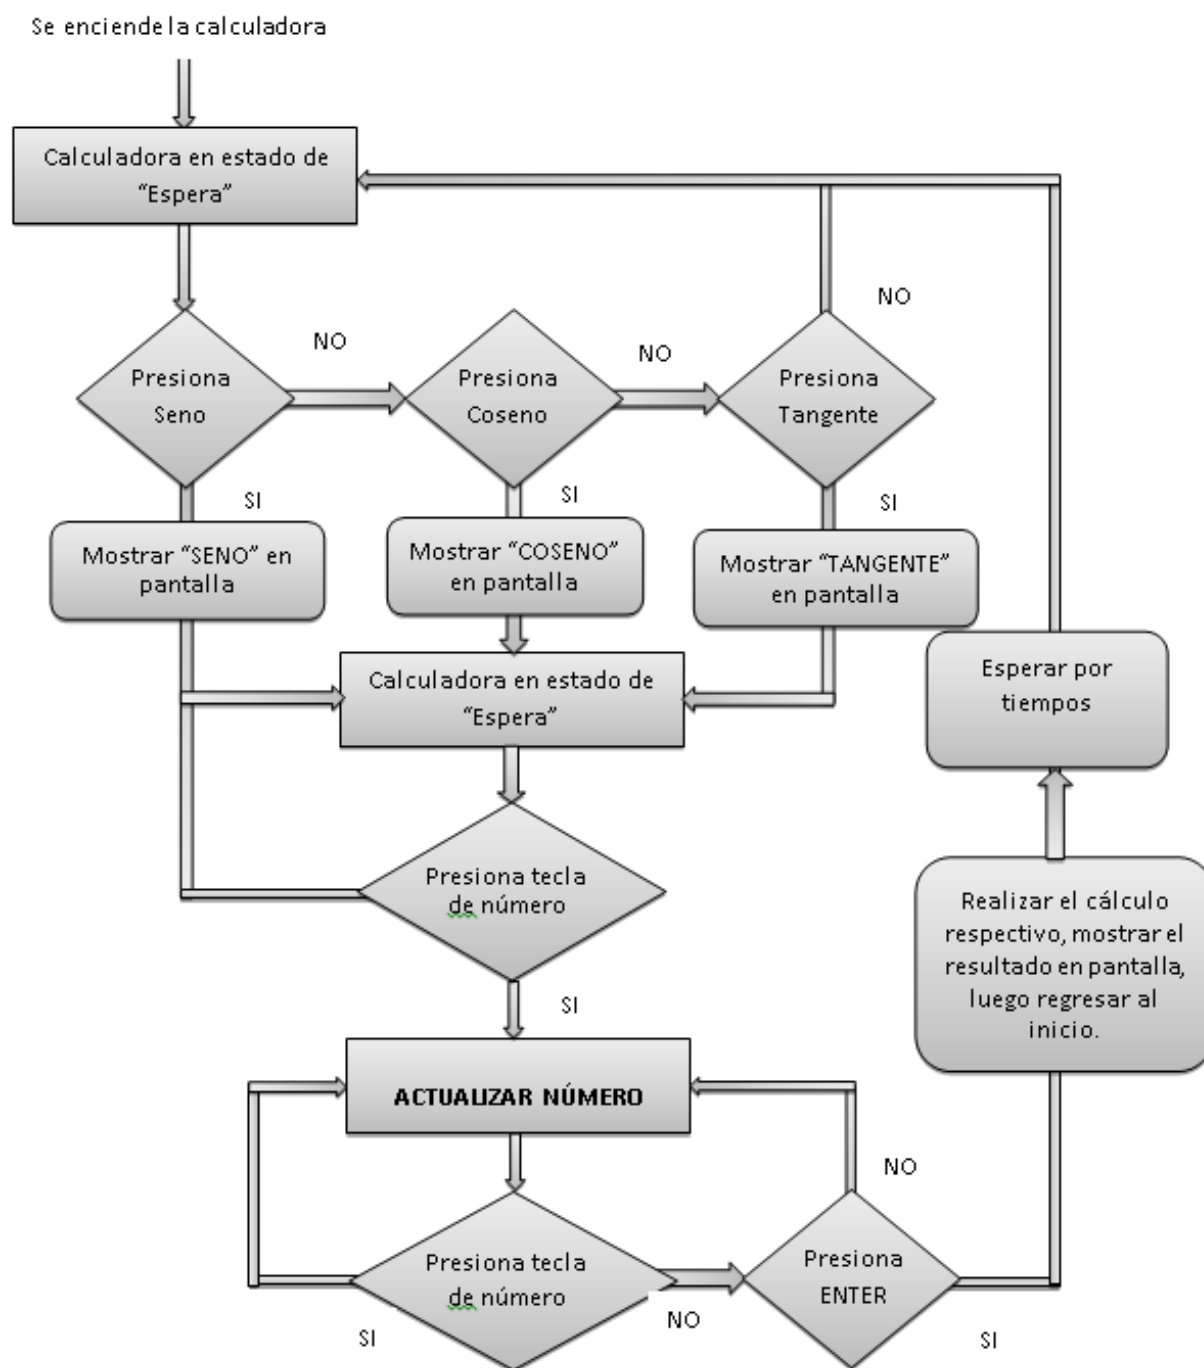 Se enciende la calculadora
Calculadora en estado de
“Espera”
NO
NO
NO
Presiona
Seno
Presiona
Coseno
Presiona
Tangente
SI
SI
SI
Mostrar “SENO” en
pantalla
Mostrar “COSENO”
en pantalla
Mostrar “TANGENTE”
en pantalla
Calculadora en estado de
“Espera”
Esperar por
tiempos
Presiona tecla
de número
Realizar el cálculo
respectivo, mostrar el
resultado en pantalla,
luego regresar al
inicio.
SI
ACTUALIZAR NÚMERO
NO
Presiona tecla
de número
Presiona
ENTER
SI
NO
SI